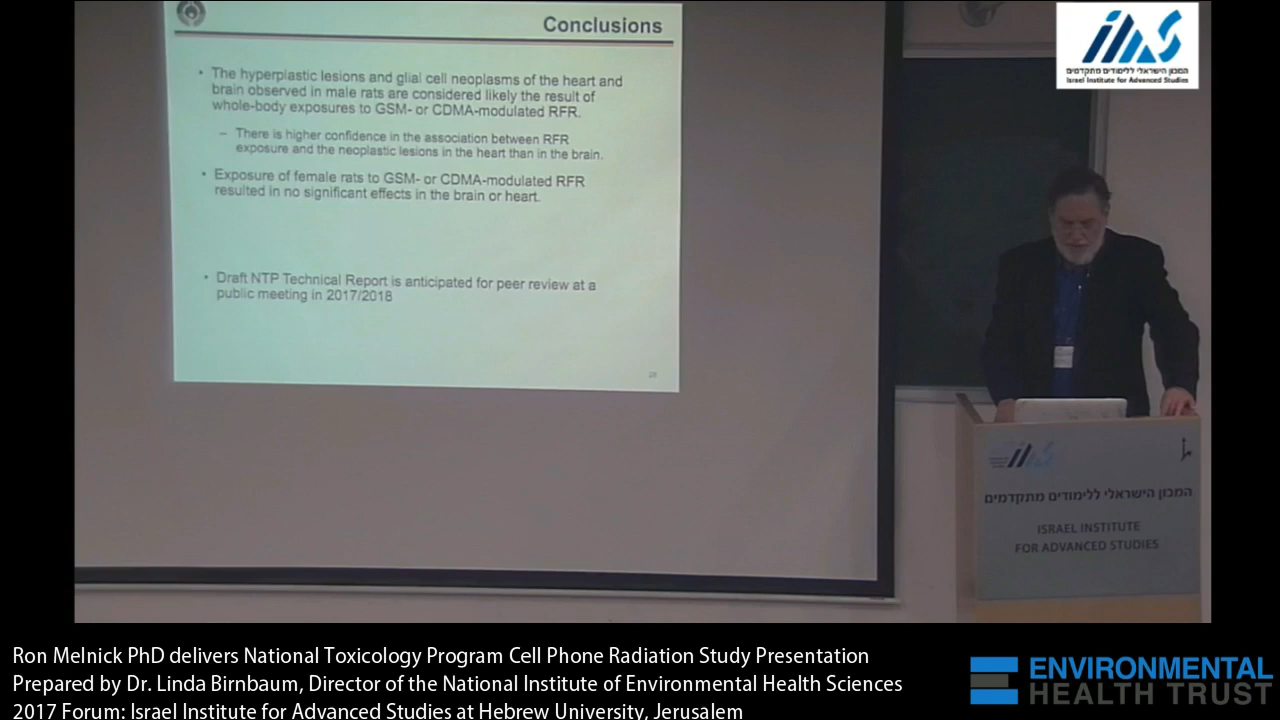 Conclusions
• The hyperplastic lesions and glial cell neoplasms of the heart and
brain observed in male rats are considered likely the result of
whole-body exposures to GSM- or CDMA-modulated RFR.
– There is higher confidence in the association between RFR
exposure and the neoplastic lesions in the heart than in the brain.
• Exposure of female rats to GSM- or CDMA-modulated RFR
resulted in no significant effects in the brain or heart.
• Draft NTP Technical Report is anticipated for peer review at a
public meeting in 2017/2018
המכון הישראלי ללימודים מתקדמים
Israel Institute for Advanced Studies
המכון הישראלי ללימודים מתקדמים
ISRAEL INSTITUTE
FOR ADVANCED STUDIES
Ron Melnick PhD delivers National Toxicology Program Cell Phone Radiation Study Presentation
Prepared by Dr. Linda Birnbaum, Director of the National Institute of Environmental Health Sciences
2017 Forum: Israel Institute for Advanced Studies at Hebrew University, Jerusalem
ENVIRONMENTAL
HEALTH TRUST